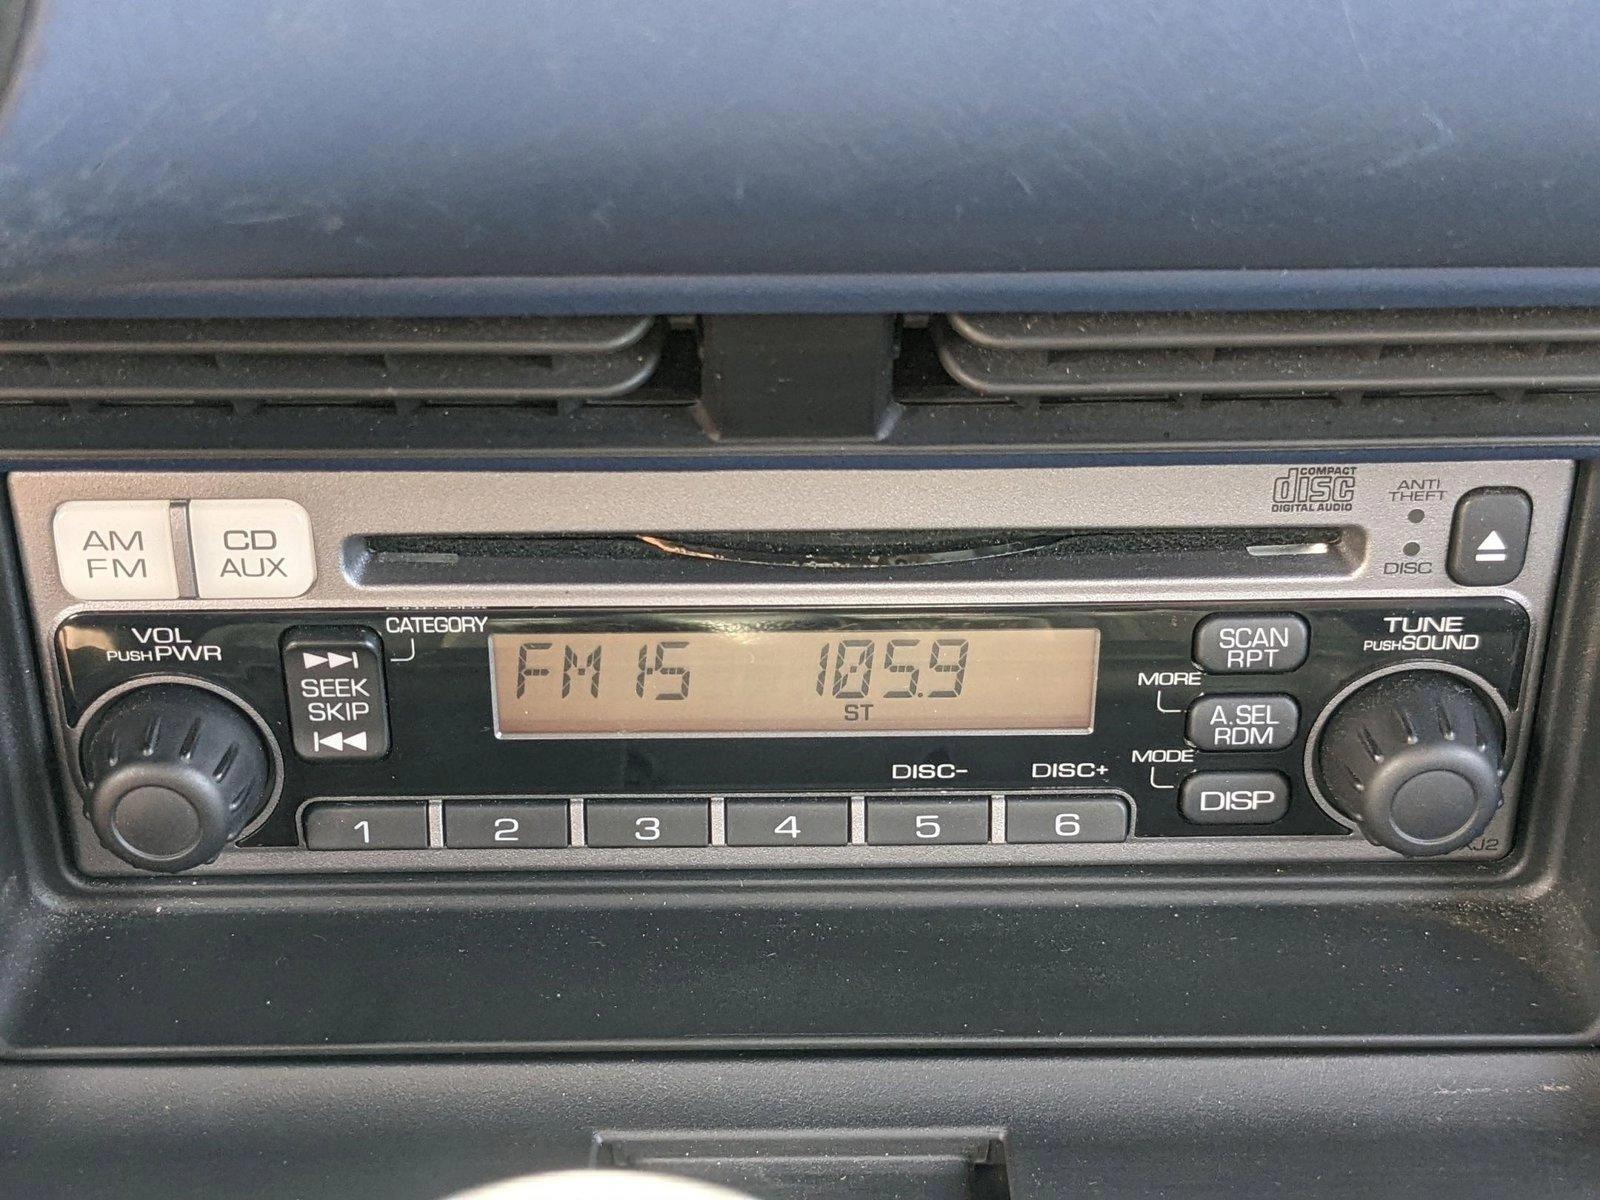 COMPACT
disc
DIGITAL AUDIO
ANTI
THEFT
DISC
AM
FM
CD
AUX
VOL
PUSH PWR
SEEK
SKIP
CATEGORY
FM 1-5 105.9
ST
SCAN
RPT
MORE
A.SEL
RDM
MODE
DISP
TUNE
PUSH SOUND
DISC-
DISC+
1
2
3
4
5
6